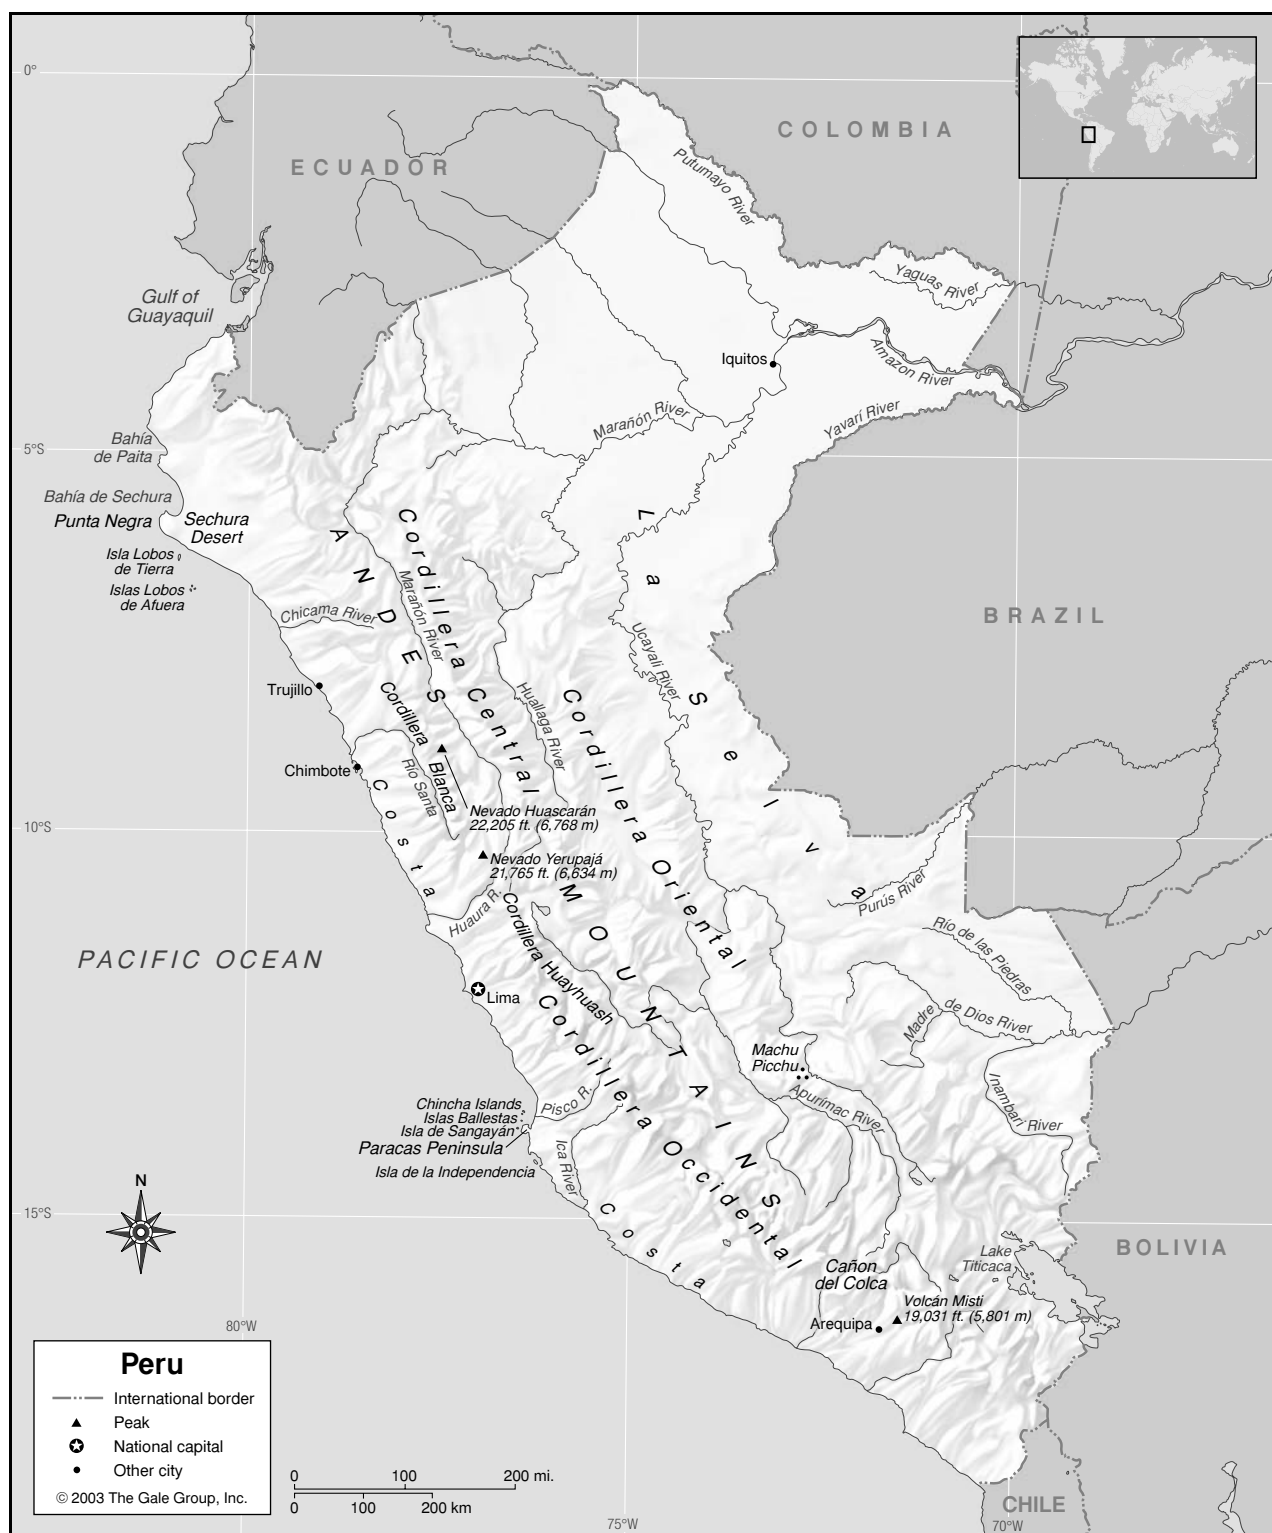 0°
COLOMBIA
ECUADOR
Putumayo River
Yaguas River
Gulf of
Guayaquil
Iquitos
Amazon River
Marañón River
Yavarí River
Bahía
de Paita
5°S
Bahía de Sechura
Punta Negra
Sechura
Desert
Isla Lobos
de Tierra
Islas Lobos
de Afuera
Chicama River
ANDES MOUNTAINS
Cordillera Central
Marañón River
La Selva
BRAZIL
Ucayali River
Huallaga River
Trujillo
Cordillera Blanca
Cordillera Oriental
Chimbote
Río Santa
Costa
Nevado Huascarán
22,205 ft. (6,768 m)
10°S
Nevado Yerupajá
21,765 ft. (6,634 m)
Purús River
Huaura R.
Cordillera Huayhuash
Río de las Piedras
PACIFIC OCEAN
Lima
Cordillera Occidental
Madre de Dios River
Machu
Picchu
Inambari River
Apurímac River
Chincha Islands
Pisco R.
Islas Ballestas
Isla de Sangayán
Paracas Peninsula
Isla de la Independencia
Ica River
N
15°S
Costa
BOLIVIA
Lake
Titicaca
Cañon
del Colca
Volcán Misti
19,031 ft. (5,801 m)
Arequipa
80°W
Peru
International border
Peak
National capital
Other city
© 2003 The Gale Group, Inc.
0 100 200 mi.
0 100 200 km
CHILE
75°W
70°W